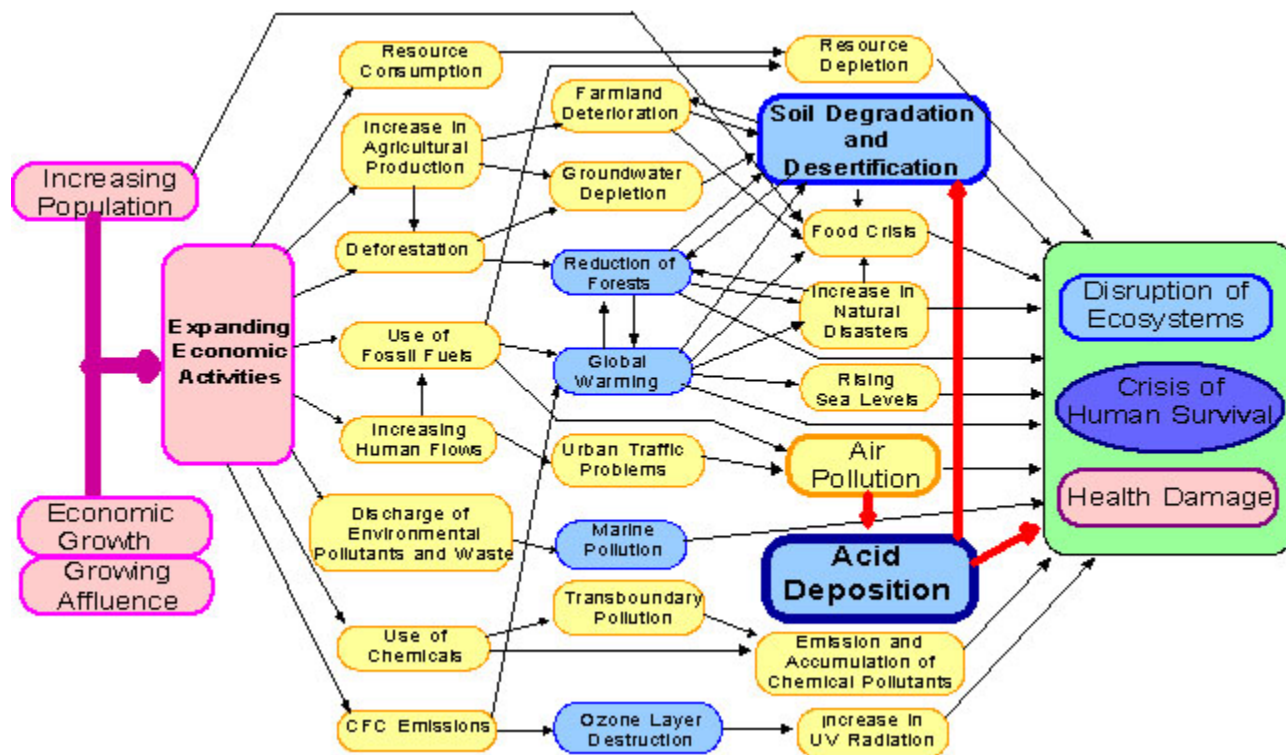 Increasing
Population
Economic
Growth
Growing
Affluence
Expanding
Economic
Activities
Resource
Consumption
Increase In
Agricultural
Production
Deforestation
Use of
Fossil Fuels
Increasing
Human Flows
Discharge of
Environmental
Pollutants and Waste
Use of
Chemicals
CFC Emissions
Farmland
Deterioration
Groundwater
Depletion
Reduction of
Forests
Global
Warming
Urban Traffic
Problems
Marine
Pollution
Transboundary
Pollution
Ozone Layer
Destruction
Resource
Depletion
Soil Degradation
and
Desertification
Food Crisis
Increase In
Natural
Disasters
Rising
Sea Levels
Air
Pollution
Acid
Deposition
Emission and
Accumulation of
Chemical Pollutants
Increase In
UV Radiation
Disruption of
Ecosystems
Crisis of
Human Survival
Health Damage